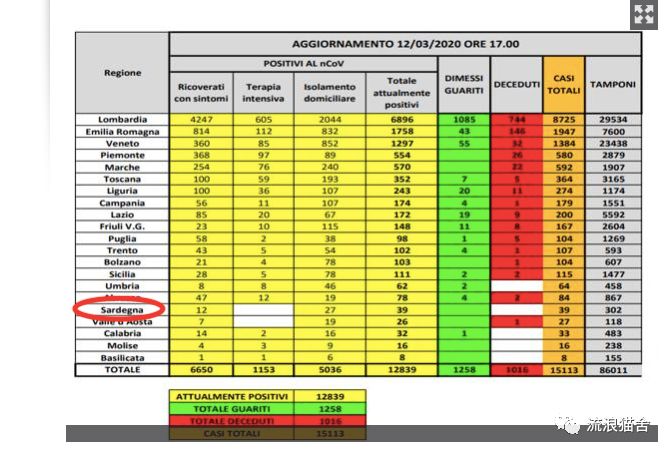 AGGIORNAMENTO 12/03/2020 ORE 17.00
Regione POSITIVI AL nCoV DIMESSI GUARITI DECEDUTI CASI TOTALI TAMPONI
Ricoverati con sintomi Terapia intensiva Isolamento domiciliare Totale attualmente positivi
Lombardia 4247 605 2044 6896 1085 744 8725 29534
Emilia Romagna 814 112 832 1758 43 146 1947 7600
Veneto 360 85 852 1297 55 32 1384 23438
Piemonte 368 97 89 554 26 580 2879
Marche 254 76 240 570 22 592 1907
Toscana 100 59 193 352 7 5 364 3165
Liguria 100 36 107 243 20 11 274 1174
Campania 56 11 107 174 4 1 179 1551
Lazio 85 20 67 172 19 9 200 5592
Friuli V.G. 23 10 115 148 11 8 167 2604
Puglia 58 2 38 98 1 5 104 1269
Trento 43 5 54 102 4 1 107 593
Bolzano 21 4 78 103 1 104 607
Sicilia 28 5 78 111 2 2 115 1477
Umbria 8 8 46 62 2 64 458
47 12 19 78 4 2 84 867
Sardegna 12 27 39 39 302
Valle d'Aosta 7 19 26 1 27 118
Calabria 14 2 16 32 1 33 483
Molise 4 3 9 16 16 238
Basilicata 1 1 6 8 8 155
TOTALE 6650 1153 5036 12839 1258 1016 15113 86011
ATTUALMENTE POSITIVI 12839
TOTALE GUARITI 1258
TOTALE DECEDUTI 1016
CASI TOTALI 15113
流浪猫舍